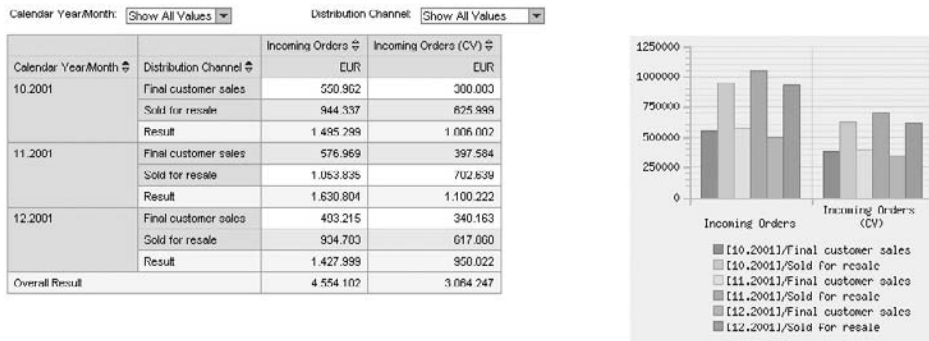 Calendar Year/Month: Show All Values Distribution Channel: Show All Values
Incoming Orders Incoming Orders (CV)
Calendar Year/Month Distribution Channel EUR EUR
10.2001 Final customer sales 550.962
Sold for resale 944.337 625.999
Result 1.495.299 1.006.002
11.2001 Final customer sales 576.969 397.584
Sold for resale 1.053.835 702.639
Result 1.630.804 1.100.222
12.2001 Final customer sales 493.215 340.163
Sold for resale 934.783
Result 1.427.999 950.022
Overall Result 4.554.102 3.064.247
1250000
1000000
750000
500000
250000
0
Incoming Orders Incoming Orders
(CV)
[10.2001]/Final customer sales
[10.2001]/Sold for resale
[11.2001]/Final customer sales
[11.2001]/Sold for resale
[12.2001]/Final customer sales
[12.2001]/Sold for resale